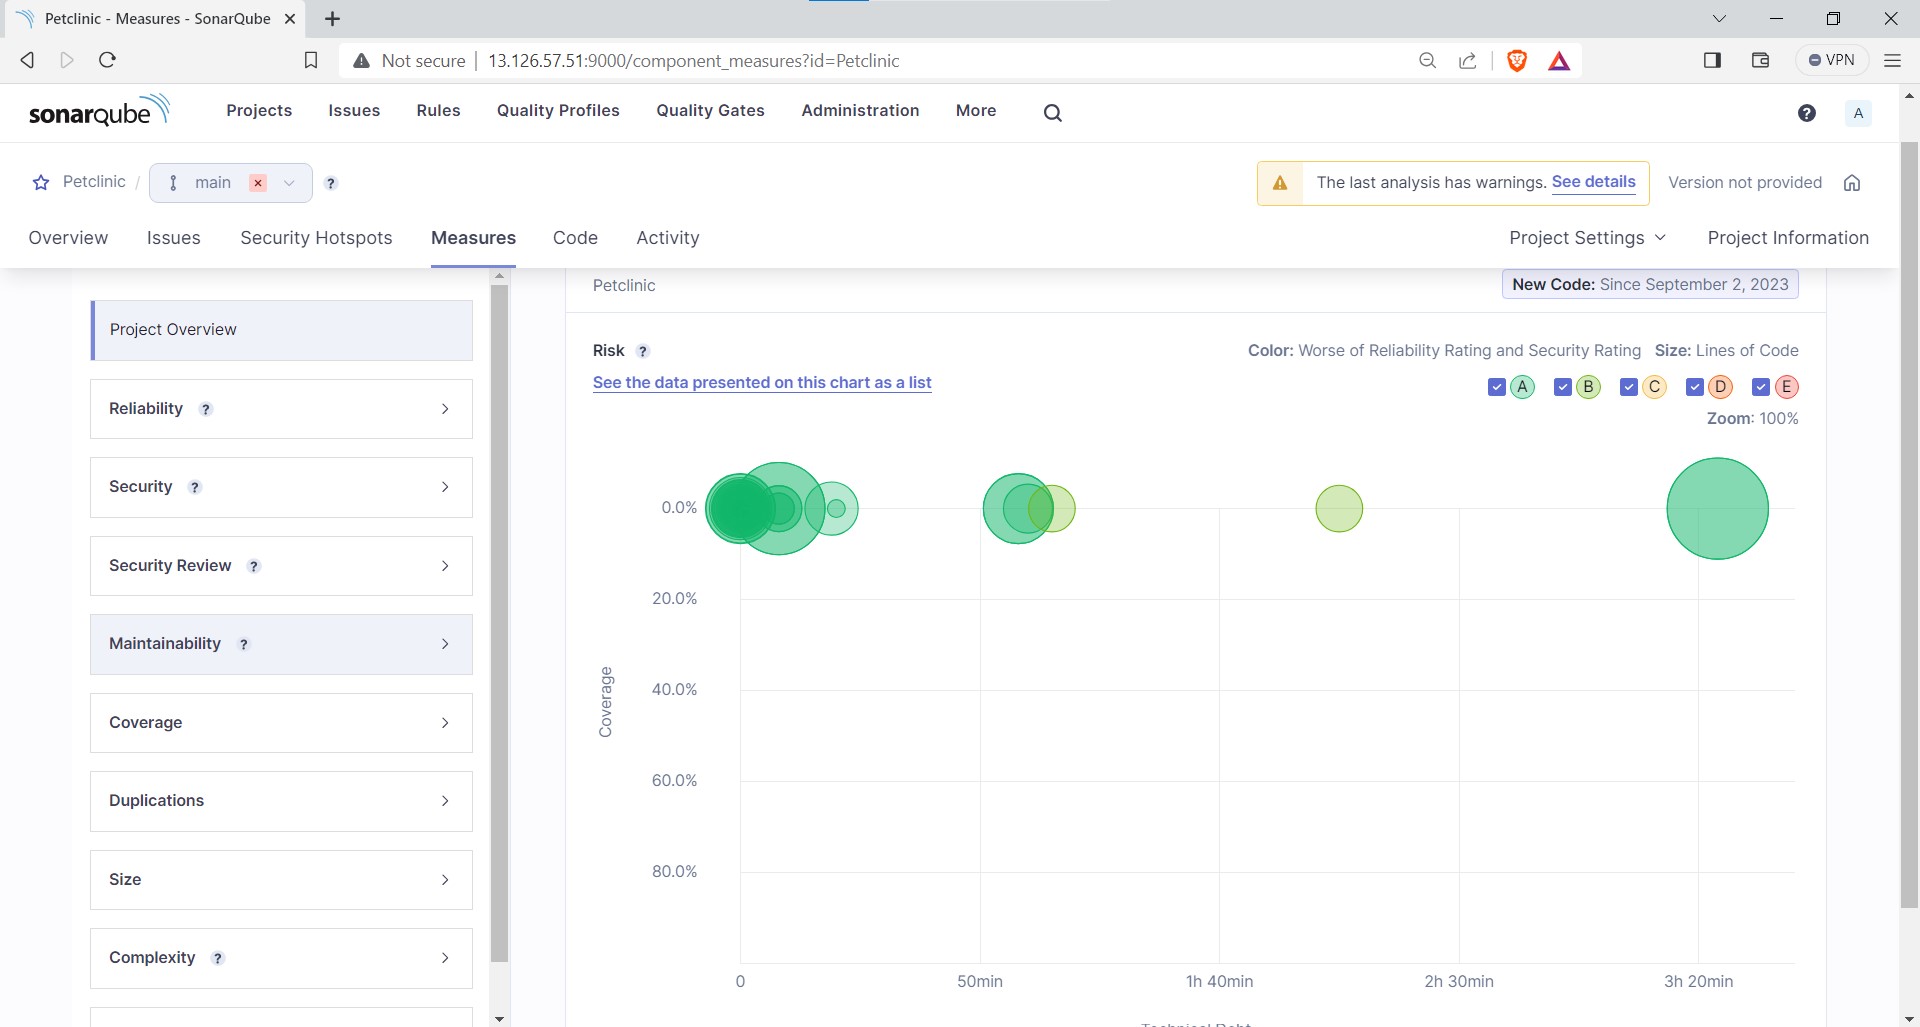 Petclinic - Measures - SonarQube
Not secure 13.126.57.51:9000/component_measures?id=Petclinic
VPN
sonarqube Projects Issues Rules Quality Profiles Quality Gates Administration More ? A
Petclinic / main ? The last analysis has warnings. See details Version not provided
Overview Issues Security Hotspots Measures Code Activity Project Settings Project Information
Petclinic New Code: Since September 2, 2023
Project Overview
Reliability ?
Security ?
Security Review ?
Maintainability ?
Coverage
Duplications
Size
Complexity ?
Risk ? Color: Worse of Reliability Rating and Security Rating Size: Lines of Code
See the data presented on this chart as a list A B C D E
Zoom: 100%
0.0%
20.0%
40.0%
60.0%
80.0%
Coverage
0 50min 1h 40min 2h 30min 3h 20min